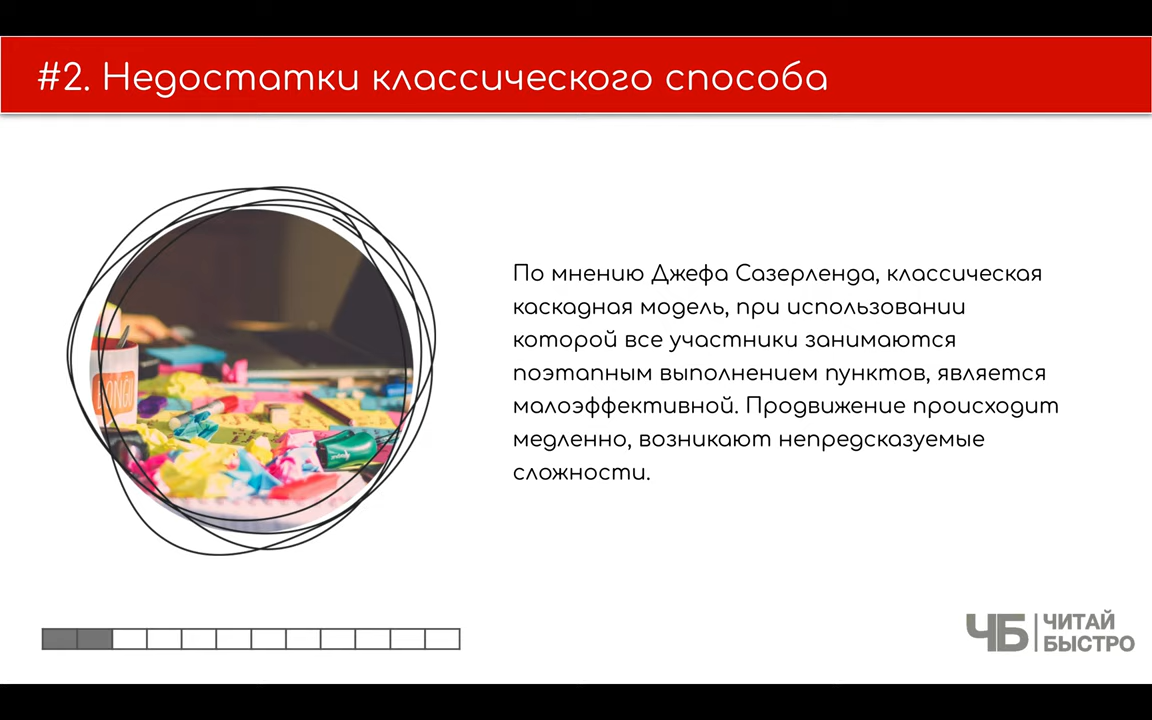 #2. Недостатки классического способа
По мнению Джефа Сазерленда, классическая
каскадная модель, при использовании
которой все участники занимаются
поэтапным выполнением пунктов, является
малоэффективной. Продвижение происходит
медленно, возникают непредсказуемые
сложности.
ЧБ
ЧИТАЙ
БЫСТРО